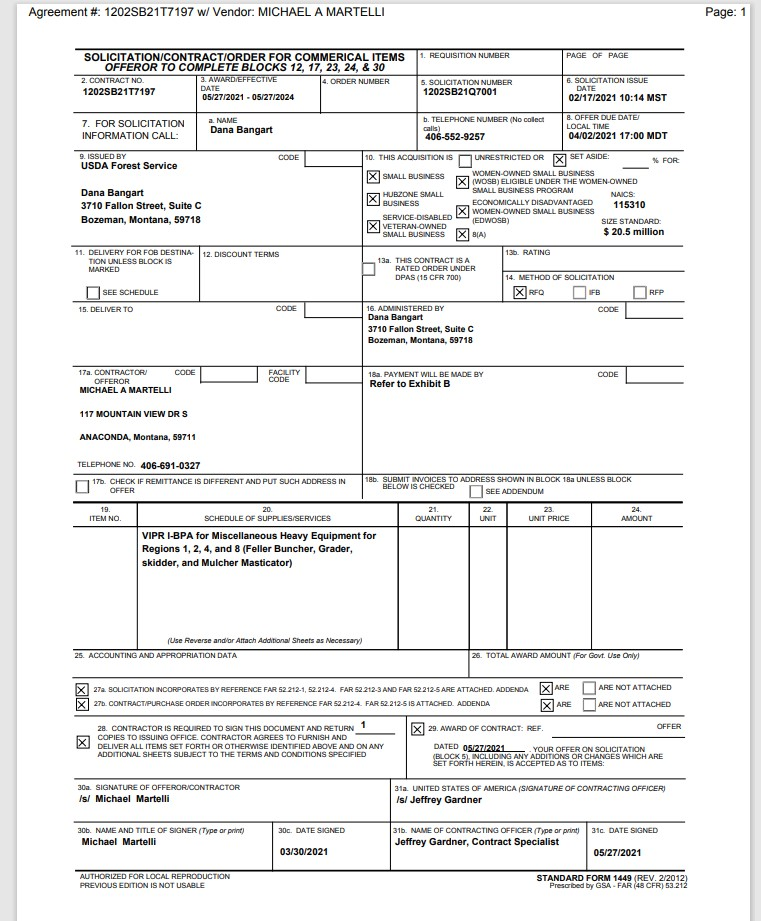 Agreement #: 1202SB21T7197 w/ Vendor: MICHAEL A MARTELLI
Page: 1
SOLICITATION/CONTRACT/ORDER FOR COMMERICAL ITEMS
OFFEROR TO COMPLETE BLOCKS 12, 17, 23, 24, & 30
1. REQUISITION NUMBER
PAGE OF PAGE
2. CONTRACT NO.
1202SB21T7197
3. AWARD/EFFECTIVE
DATE
05/27/2021 - 05/27/2024
4. ORDER NUMBER
5. SOLICITATION NUMBER
1202SB21Q7001
6. SOLICITATION ISSUE
DATE
02/17/2021 10:14 MST
7. FOR SOLICITATION
INFORMATION CALL:
a. NAME
Dana Bangart
b. TELEPHONE NUMBER (No collect
calls)
406-552-9257
8. OFFER DUE DATE/
LOCAL TIME
04/02/2021 17:00 MDT
9. ISSUED BY
CODE
USDA Forest Service
Dana Bangart
3710 Fallon Street, Suite C
Bozeman, Montana, 59718
10. THIS ACQUISITION IS
UNRESTRICTED OR
SET ASIDE:
% FOR:
SMALL BUSINESS
HUBZONE SMALL
BUSINESS
SERVICE-DISABLED
VETERAN-OWNED
SMALL BUSINESS
WOMEN-OWNED SMALL BUSINESS
(WOSB) ELIGIBLE UNDER THE WOMEN-OWNED
SMALL BUSINESS PROGRAM
ECONOMICALLY DISADVANTAGED
WOMEN-OWNED SMALL BUSINESS
(EDWOSB)
8(A)
NAICS:
115310
SIZE STANDARD:
$ 20.5 million
11. DELIVERY FOR FOB DESTINA-
TION UNLESS BLOCK IS
MARKED
SEE SCHEDULE
12. DISCOUNT TERMS
13a. THIS CONTRACT IS A
RATED ORDER UNDER
DPAS (15 CFR 700)
13b. RATING
14. METHOD OF SOLICITATION
RFQ
IFB
RFP
15. DELIVER TO
CODE
16. ADMINISTERED BY
CODE
Dana Bangart
3710 Fallon Street, Suite C
Bozeman, Montana, 59718
17a. CONTRACTOR/
OFFEROR
CODE
FACILITY
CODE
MICHAEL A MARTELLI
117 MOUNTAIN VIEW DR S
ANACONDA, Montana, 59711
TELEPHONE NO. 406-691-0327
18a. PAYMENT WILL BE MADE BY
CODE
Refer to Exhibit B
17b. CHECK IF REMITTANCE IS DIFFERENT AND PUT SUCH ADDRESS IN
OFFER
18b. SUBMIT INVOICES TO ADDRESS SHOWN IN BLOCK 18a UNLESS BLOCK
BELOW IS CHECKED
SEE ADDENDUM
19.
ITEM NO.
20.
SCHEDULE OF SUPPLIES/SERVICES
21.
QUANTITY
22.
UNIT
23.
UNIT PRICE
24.
AMOUNT
VIPR I-BPA for Miscellaneous Heavy Equipment for
Regions 1, 2, 4, and 8 (Feller Buncher, Grader,
skidder, and Mulcher Masticator)
(Use Reverse and/or Attach Additional Sheets as Necessary)
25. ACCOUNTING AND APPROPRIATION DATA
26. TOTAL AWARD AMOUNT (For Govt. Use Only)
27a. SOLICITATION INCORPORATES BY REFERENCE FAR 52.212-1, 52.212-4. FAR 52.212-3 AND FAR 52.212-5 ARE ATTACHED. ADDENDA
ARE
ARE NOT ATTACHED
27b. CONTRACT/PURCHASE ORDER INCORPORATES BY REFERENCE FAR 52.212-4. FAR 52.212-5 IS ATTACHED. ADDENDA
ARE
ARE NOT ATTACHED
28. CONTRACTOR IS REQUIRED TO SIGN THIS DOCUMENT AND RETURN 1
COPIES TO ISSUING OFFICE. CONTRACTOR AGREES TO FURNISH AND
DELIVER ALL ITEMS SET FORTH OR OTHERWISE IDENTIFIED ABOVE AND ON ANY
ADDITIONAL SHEETS SUBJECT TO THE TERMS AND CONDITIONS SPECIFIED
29. AWARD OF CONTRACT: REF.
OFFER
DATED 05/27/2021 . YOUR OFFER ON SOLICITATION
(BLOCK 5), INCLUDING ANY ADDITIONS OR CHANGES WHICH ARE
SET FORTH HEREIN, IS ACCEPTED AS TO ITEMS:
30a. SIGNATURE OF OFFEROR/CONTRACTOR
/s/ Michael Martelli
31a. UNITED STATES OF AMERICA (SIGNATURE OF CONTRACTING OFFICER)
/s/ Jeffrey Gardner
30b. NAME AND TITLE OF SIGNER (Type or print)
Michael Martelli
30c. DATE SIGNED
03/30/2021
31b. NAME OF CONTRACTING OFFICER (Type or print)
Jeffrey Gardner, Contract Specialist
31c. DATE SIGNED
05/27/2021
AUTHORIZED FOR LOCAL REPRODUCTION
PREVIOUS EDITION IS NOT USABLE
STANDARD FORM 1449 (REV. 2/2012)
Prescribed by GSA - FAR (48 CFR) 53.212